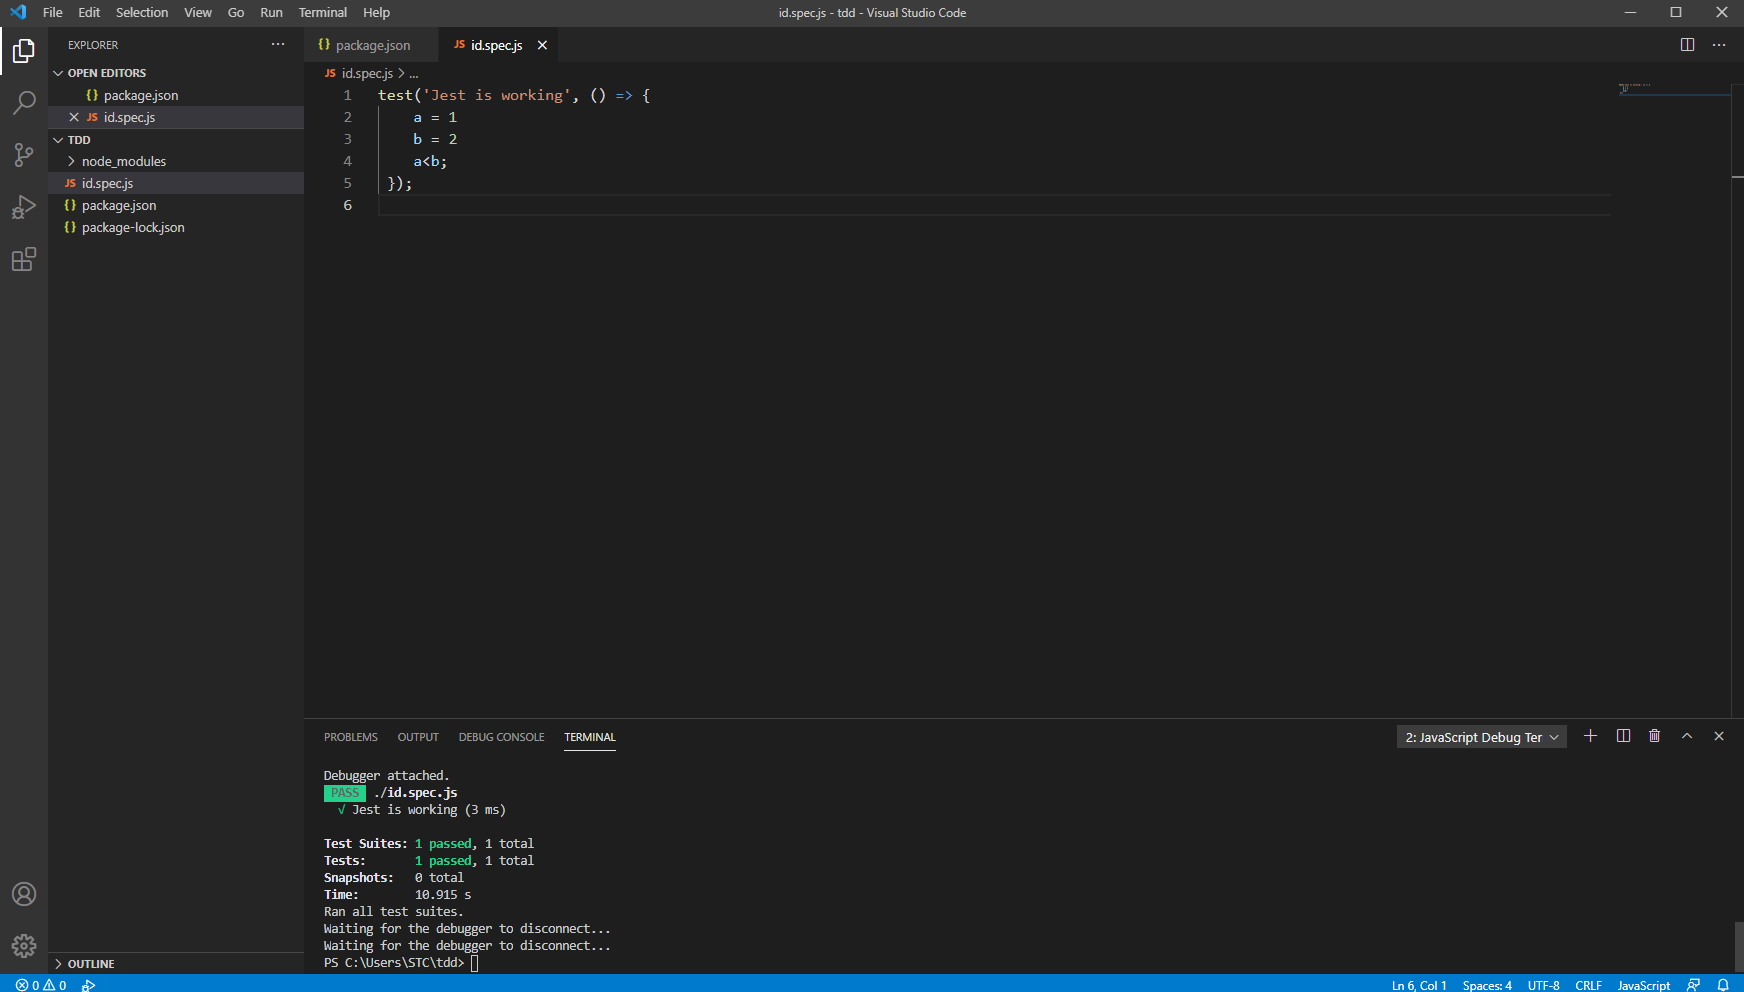 File Edit Selection View Go Run Terminal Help id.spec.js - tdd - Visual Studio Code
EXPLORER ...
OPEN EDITORS
{} package.json
JS id.spec.js
TDD
node_modules
JS id.spec.js
{} package.json
{} package-lock.json
OUTLINE
{} package.json JS id.spec.js
JS id.spec.js > ...
1 test('Jest is working', () => {
2 a = 1
3 b = 2
4 a<b;
5 });
6
PROBLEMS OUTPUT DEBUG CONSOLE TERMINAL 2: JavaScript Debug Ter
Debugger attached.
PASS ./id.spec.js
√ Jest is working (3 ms)
Test Suites: 1 passed, 1 total
Tests: 1 passed, 1 total
Snapshots: 0 total
Time: 10.915 s
Ran all test suites.
Waiting for the debugger to disconnect...
Waiting for the debugger to disconnect...
PS C:\Users\STC\tdd>
0 0 Ln 6, Col 1 Spaces: 4 UTF-8 CRLF JavaScript